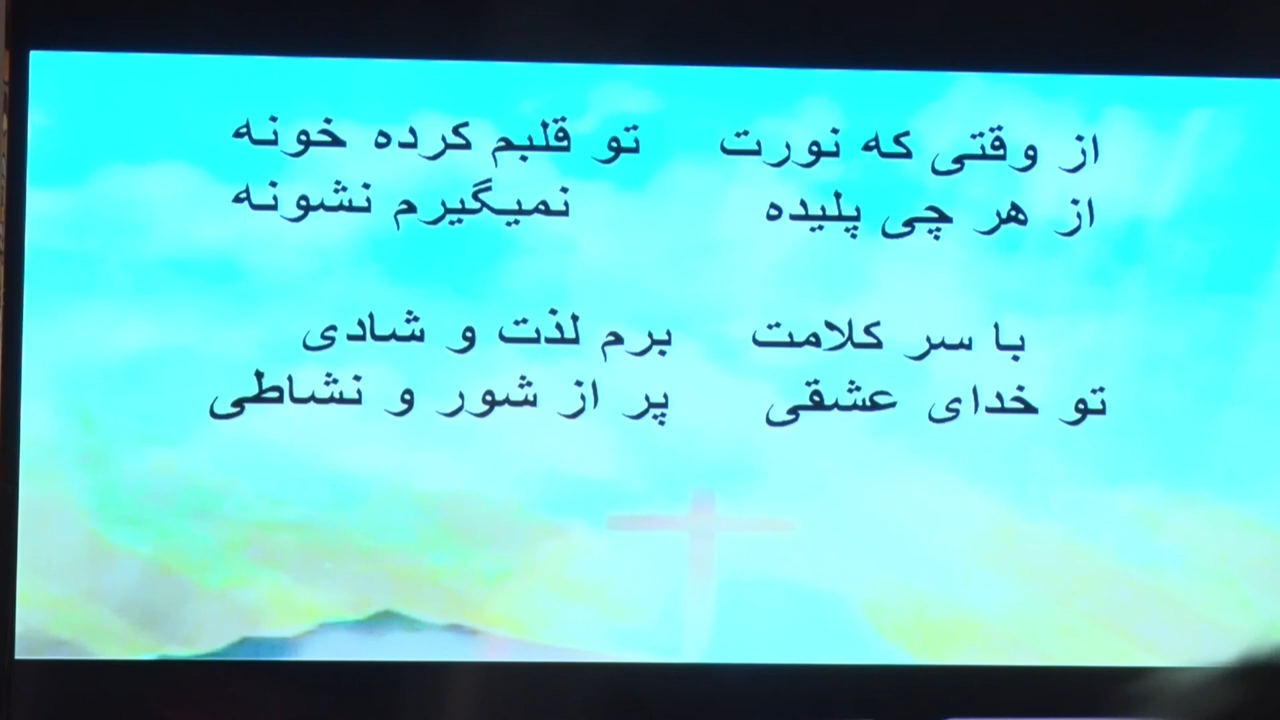 از وقتی که نورت تو قلبم کرده خونه
از هر چی پلیده نمیگیرم نشونه
با سر کلامت برم لذت و شادی
تو خدای عشقی پر از شور و نشاطی